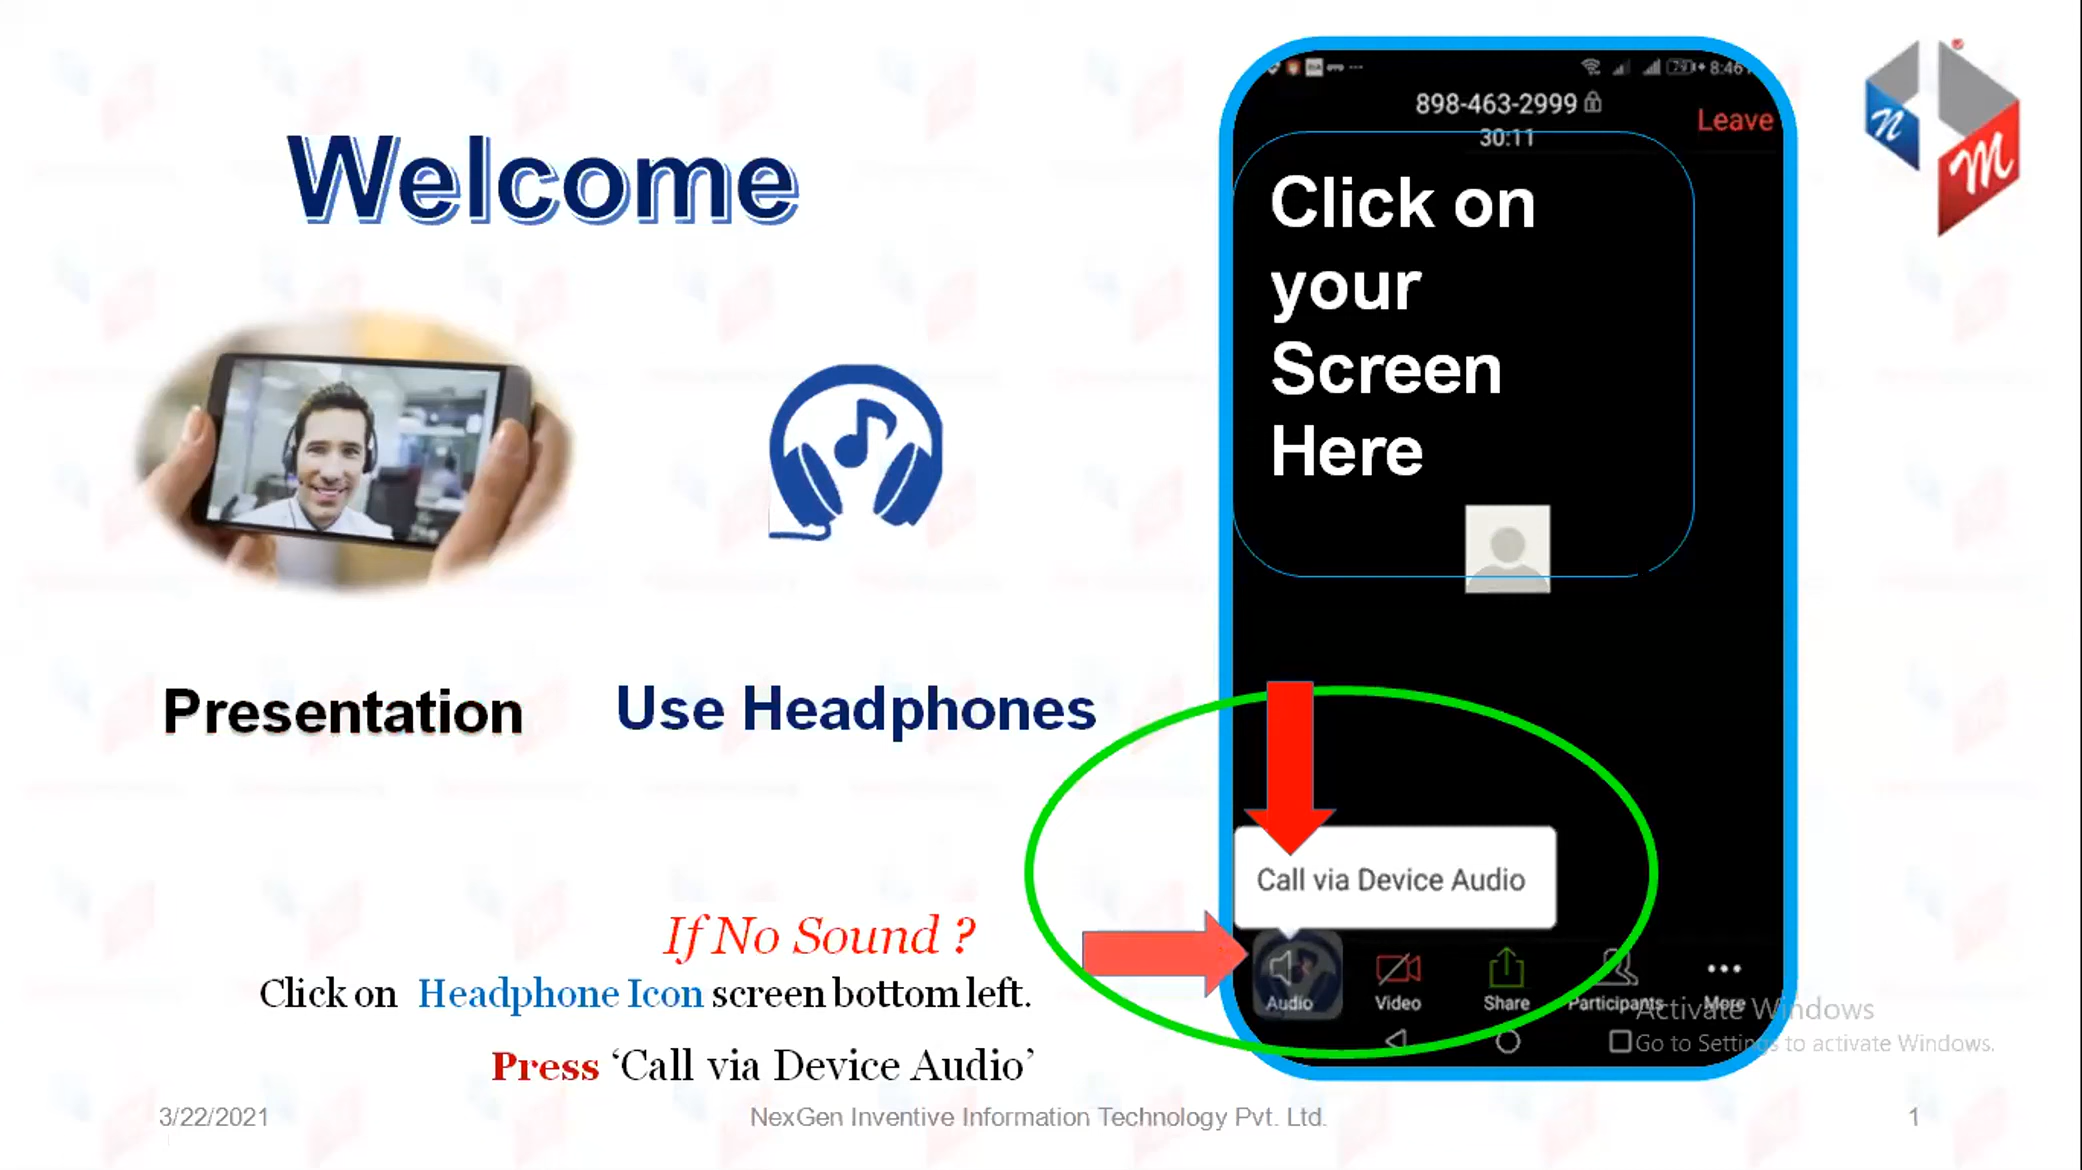 Welcome
Presentation
Use Headphones
If No Sound ?
Click on Headphone Icon screen bottom left.
Press ‘Call via Device Audio’
3/22/2021
NexGen Inventive Information Technology Pvt. Ltd.
1
8:46
898-463-2999
Leave
30:11
Click on
your
Screen
Here
Call via Device Audio
Audio
Video
Share
Participants
More
Activate Windows
Go to Settings to activate Windows.
n
M